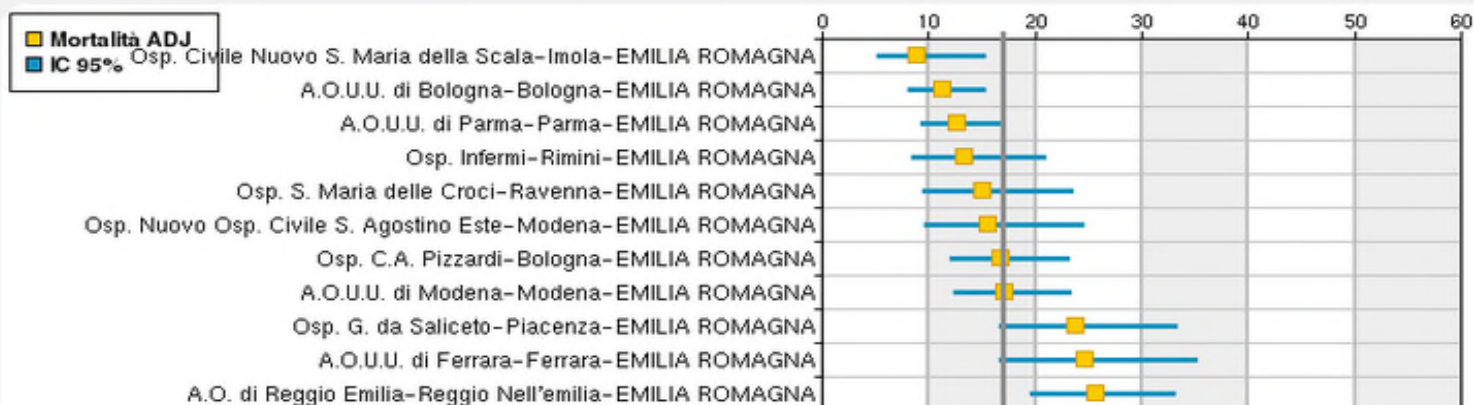 0 10 20 30 40 50 60
Mortalità ADJ
IC 95%
Osp. Civile Nuovo S. Maria della Scala-Imola-EMILIA ROMAGNA
A.O.U.U. di Bologna-Bologna-EMILIA ROMAGNA
A.O.U.U. di Parma-Parma-EMILIA ROMAGNA
Osp. Infermi-Rimini-EMILIA ROMAGNA
Osp. S. Maria delle Croci-Ravenna-EMILIA ROMAGNA
Osp. Nuovo Osp. Civile S. Agostino Este-Modena-EMILIA ROMAGNA
Osp. C.A. Pizzardi-Bologna-EMILIA ROMAGNA
A.O.U.U. di Modena-Modena-EMILIA ROMAGNA
Osp. G. da Saliceto-Piacenza-EMILIA ROMAGNA
A.O.U.U. di Ferrara-Ferrara-EMILIA ROMAGNA
A.O. di Reggio Emilia-Reggio Nell'emilia-EMILIA ROMAGNA